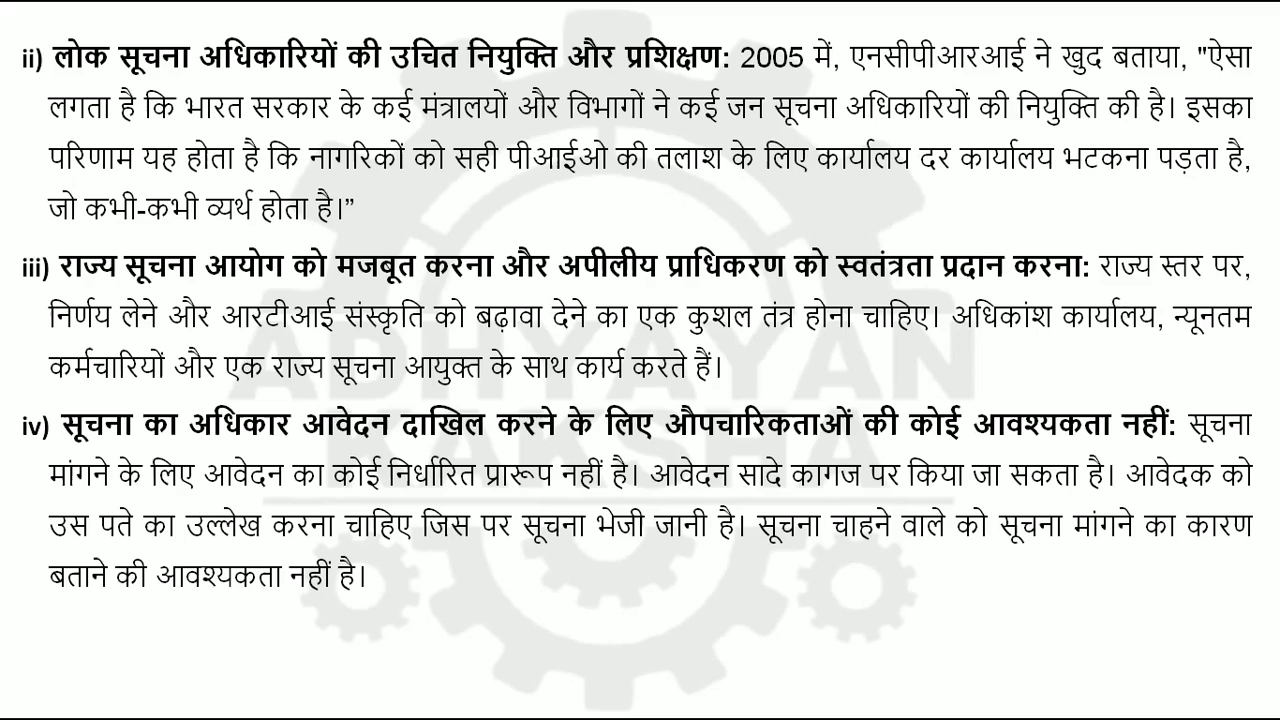 ii) लोक सूचना अधिकारियों की उचित नियुक्ति और प्रशिक्षण: 2005 में, एनसीपीआरआई ने खुद बताया, "ऐसा
लगता है कि भारत सरकार के कई मंत्रालयों और विभागों ने कई जन सूचना अधिकारियों की नियुक्ति की है। इसका
परिणाम यह होता है कि नागरिकों को सही पीआईओ की तलाश के लिए कार्यालय दर कार्यालय भटकना पड़ता है,
जो कभी-कभी व्यर्थ होता है।”
iii) राज्य सूचना आयोग को मजबूत करना और अपीलीय प्राधिकरण को स्वतंत्रता प्रदान करना: राज्य स्तर पर,
निर्णय लेने और आरटीआई संस्कृति को बढ़ावा देने का एक कुशल तंत्र होना चाहिए। अधिकांश कार्यालय, न्यूनतम
कर्मचारियों और एक राज्य सूचना आयुक्त के साथ कार्य करते हैं।
iv) सूचना का अधिकार आवेदन दाखिल करने के लिए औपचारिकताओं की कोई आवश्यकता नहीं: सूचना
मांगने के लिए आवेदन का कोई निर्धारित प्रारूप नहीं है। आवेदन सादे कागज पर किया जा सकता है। आवेदक को
उस पते का उल्लेख करना चाहिए जिस पर सूचना भेजी जानी है। सूचना चाहने वाले को सूचना मांगने का कारण
बताने की आवश्यकता नहीं है।
ADHYAYAN
RAKSHA